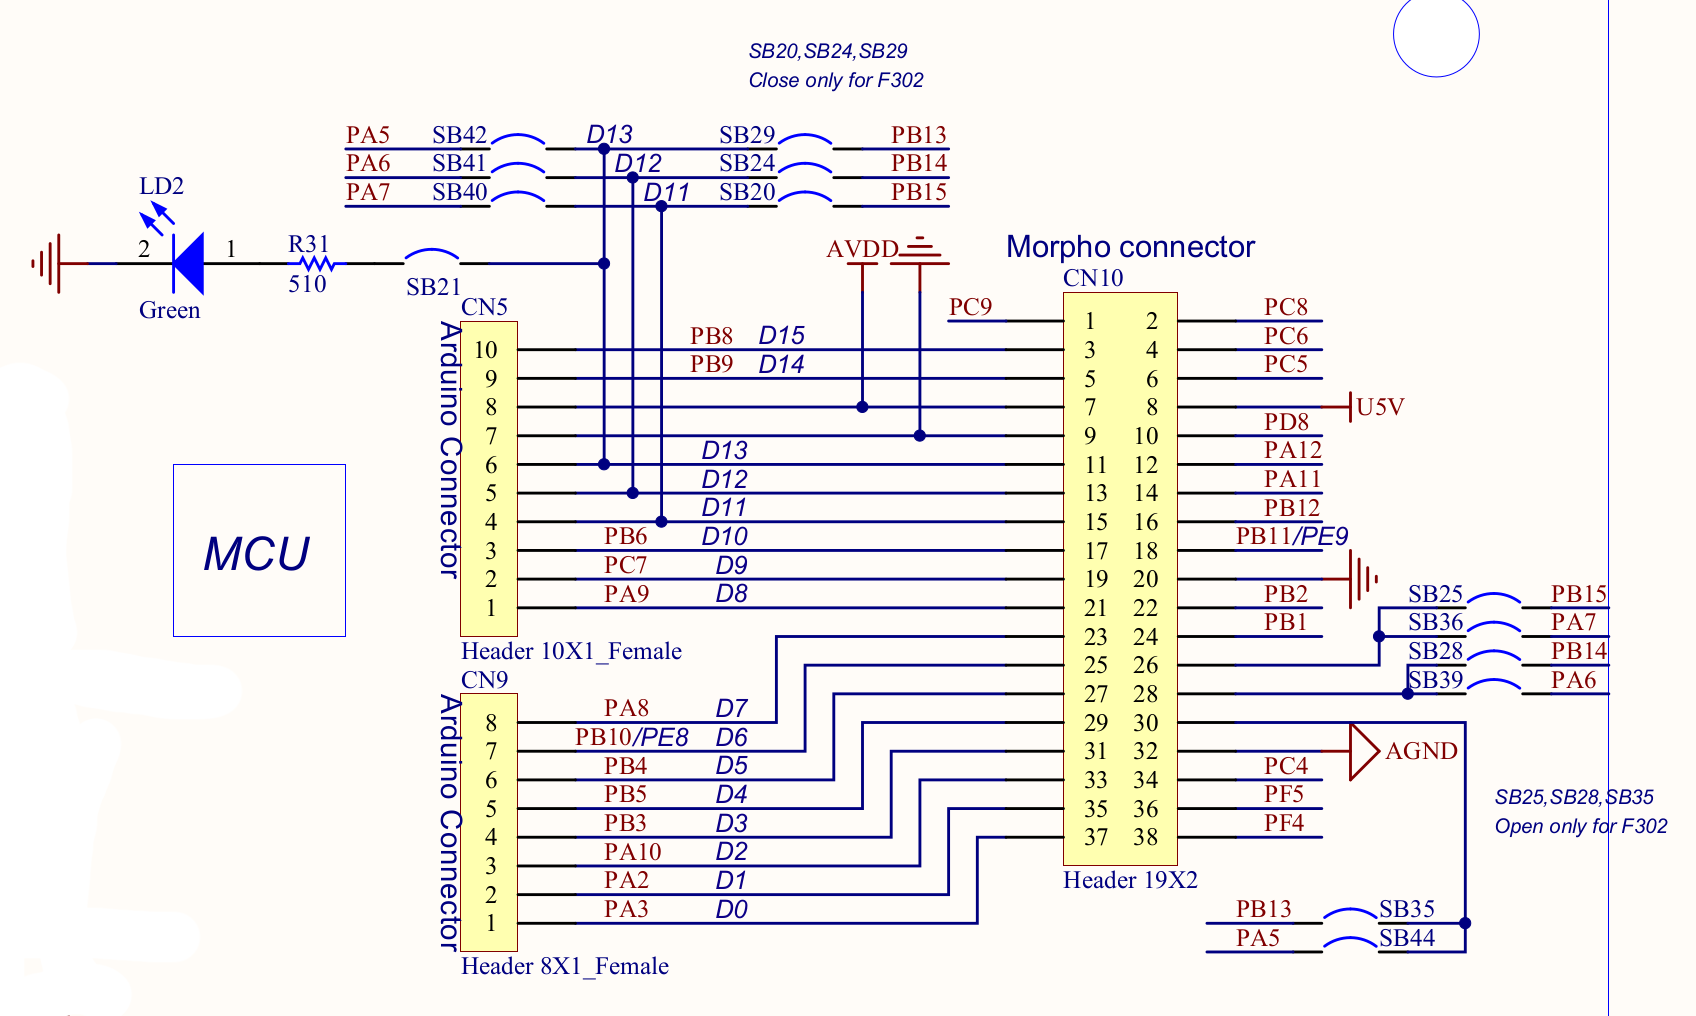 SB20,SB24,SB29
Close only for F302
PA5 SB42 D13 SB29 PB13
PA6 SB41 D12 SB24 PB14
PA7 SB40 D11 SB20 PB15
LD2
2 1 R31
510
SB21
Green
AVDD
Morpho connector
CN10
CN5
Arduino Connector
PC9 1 2 PC8
10 PB8 D15 3 4 PC6
9 PB9 D14 5 6 PC5
8 7 8 U5V
7 9 10 PD8
6 D13 11 12 PA12
5 D12 13 14 PA11
4 D11 15 16 PB12
3 PB6 D10 17 18 PB11/PE9
2 PC7 D9 19 20
1 PA9 D8 21 22 PB2
23 24 PB1
25 26
27 28
29 30
31 32 AGND
33 34 PC4
35 36 PF5
37 38 PF4
Header 19X2
MCU
Header 10X1_Female
CN9
Arduino Connector
8 PA8 D7
7 PB10/PE8 D6
6 PB4 D5
5 PB5 D4
4 PB3 D3
3 PA10 D2
2 PA2 D1
1 PA3 D0
Header 8X1_Female
SB25 PB15
SB36 PA7
SB28 PB14
SB39 PA6
SB25,SB28,SB35
Open only for F302
PB13 SB35
PA5 SB44